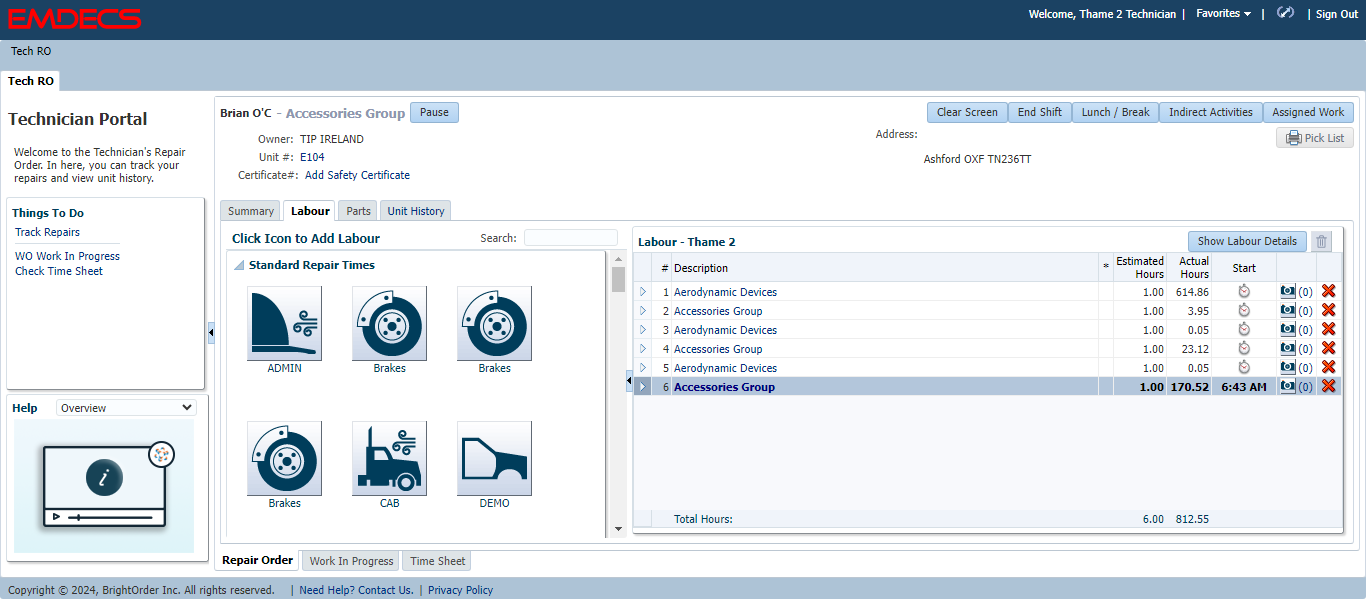 EMDECS
Welcome, Thame 2 Technician | Favorites | | Sign Out
Tech RO
Tech RO
Technician Portal
Welcome to the Technician's Repair
Order. In here, you can track your
repairs and view unit history.
Things To Do
Track Repairs
WO Work In Progress
Check Time Sheet
Help Overview
i
Brian O'C - Accessories Group Pause
Clear Screen End Shift Lunch / Break Indirect Activities Assigned Work
Owner: TIP IRELAND
Address:
Pick List
Unit #: E104
Ashford OXF TN236TT
Certificate#: Add Safety Certificate
Summary Labour Parts Unit History
Click Icon to Add Labour Search:
Standard Repair Times
ADMIN Brakes Brakes
Brakes CAB DEMO
Labour - Thame 2 Show Labour Details
# Description * Estimated Hours Actual Hours Start
1 Aerodynamic Devices 1.00 614.86 (0)
2 Accessories Group 1.00 3.95 (0)
3 Aerodynamic Devices 1.00 0.05 (0)
4 Accessories Group 1.00 23.12 (0)
5 Aerodynamic Devices 1.00 0.05 (0)
6 Accessories Group 1.00 170.52 6:43 AM (0)
Total Hours: 6.00 812.55
Repair Order Work In Progress Time Sheet
Copyright © 2024, BrightOrder Inc. All rights reserved. | Need Help? Contact Us. | Privacy Policy